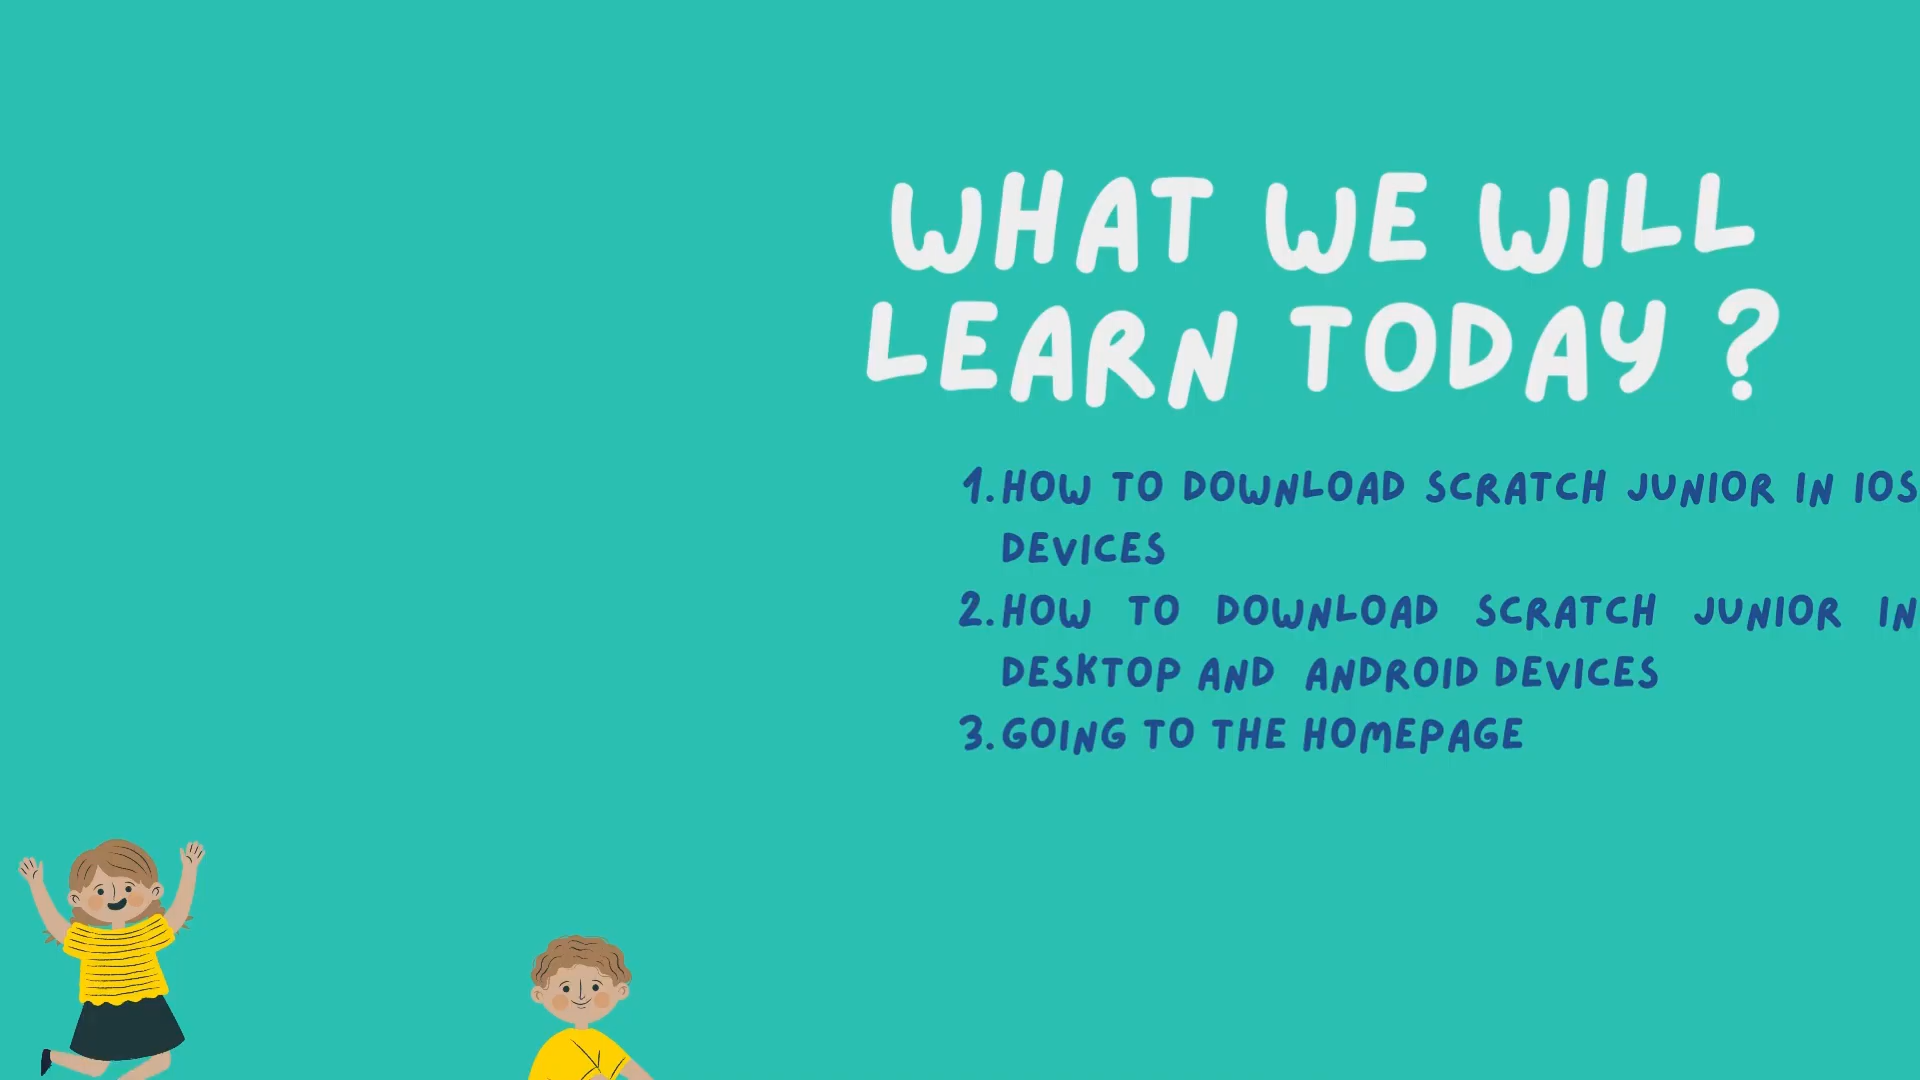 WHAT WE WILL
LEARN TODAY ?
1. HOW TO DOWNLOAD SCRATCH JUNIOR IN IOS
DEVICES
2. HOW TO DOWNLOAD SCRATCH JUNIOR IN
DESKTOP AND ANDROID DEVICES
3. GOING TO THE HOMEPAGE